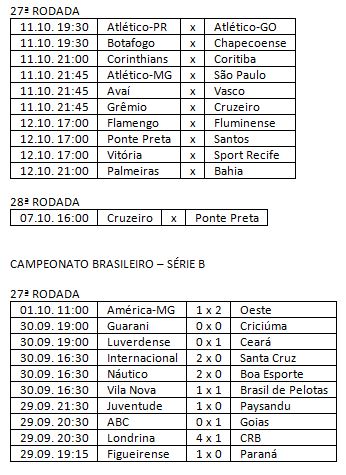 27ª RODADA
11.10. 19:30 Atlético-PR x Atlético-GO
11.10. 19:30 Botafogo x Chapecoense
11.10. 21:00 Corinthians x Coritiba
11.10. 21:45 Atlético-MG x São Paulo
11.10. 21:45 Avaí x Vasco
11.10. 21:45 Grêmio x Cruzeiro
12.10. 17:00 Flamengo x Fluminense
12.10. 17:00 Ponte Preta x Santos
12.10. 17:00 Vitória x Sport Recife
12.10. 21:00 Palmeiras x Bahia
28ª RODADA
07.10. 16:00 Cruzeiro x Ponte Preta
CAMPEONATO BRASILEIRO – SÉRIE B
27ª RODADA
01.10. 11:00 América-MG 1 x 2 Oeste
30.09. 19:00 Guarani 0 x 0 Criciúma
30.09. 19:00 Luverdense 0 x 1 Ceará
30.09. 16:30 Internacional 2 x 0 Santa Cruz
30.09. 16:30 Náutico 2 x 0 Boa Esporte
30.09. 16:30 Vila Nova 1 x 1 Brasil de Pelotas
29.09. 21:30 Juventude 1 x 0 Paysandu
29.09. 20:30 ABC 0 x 1 Goias
29.09. 20:30 Londrina 4 x 1 CRB
29.09. 19:15 Figueirense 1 x 0 Paraná